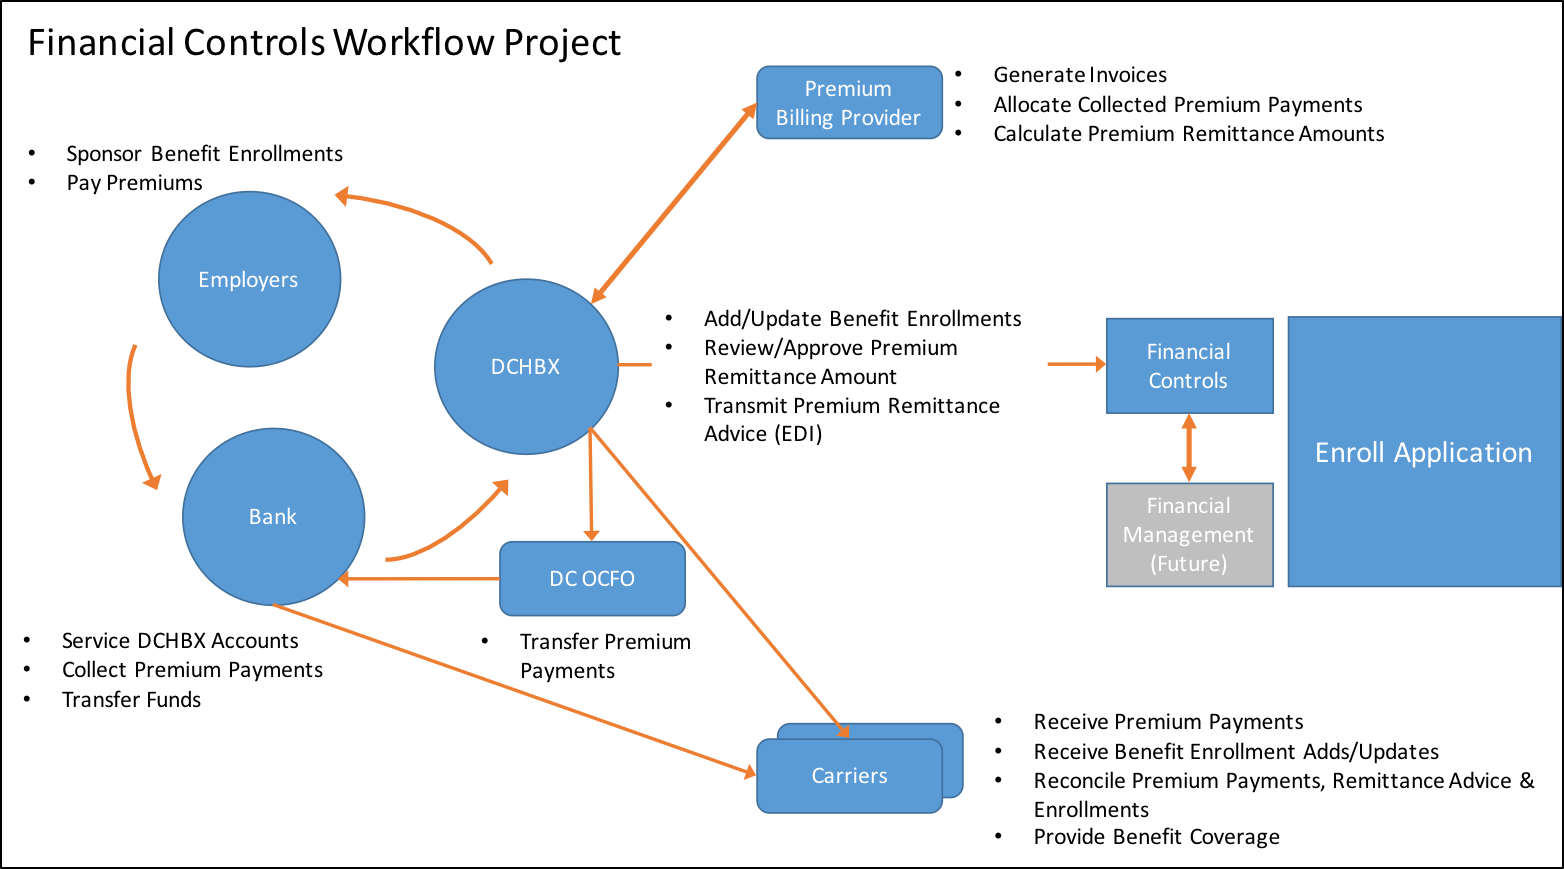 Financial Controls Workflow Project
Premium
Billing Provider
• Generate Invoices
• Allocate Collected Premium Payments
• Calculate Premium Remittance Amounts
• Sponsor Benefit Enrollments
• Pay Premiums
Employers
DCHBX
• Add/Update Benefit Enrollments
• Review/Approve Premium
Remittance Amount
• Transmit Premium Remittance
Advice (EDI)
Financial
Controls
Enroll Application
Financial
Management
(Future)
Bank
DC OCFO
• Service DCHBX Accounts
• Collect Premium Payments
• Transfer Funds
• Transfer Premium
Payments
Carriers
• Receive Premium Payments
• Receive Benefit Enrollment Adds/Updates
• Reconcile Premium Payments, Remittance Advice &
Enrollments
• Provide Benefit Coverage